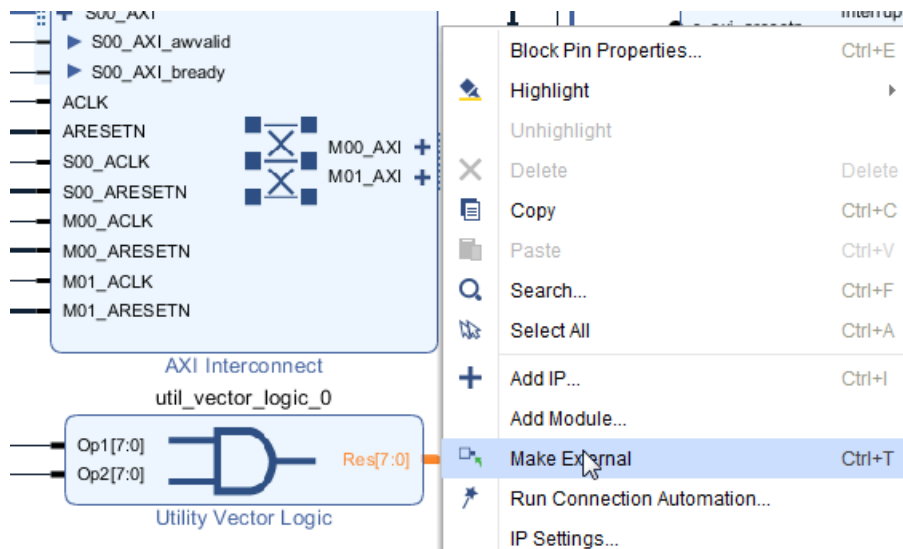 S00_AXI
S00_AXI_awvalid
S00_AXI_bready
ACLK
ARESETN
S00_ACLK
S00_ARESETN
M00_ACLK
M00_ARESETN
M01_ACLK
M01_ARESETN
M00_AXI
M01_AXI
AXI Interconnect
util_vector_logic_0
Op1[7:0]
Op2[7:0]
Res[7:0]
Utility Vector Logic
Block Pin Properties... Ctrl+E
Highlight
Unhighlight
Delete Delete
Copy Ctrl+C
Paste Ctrl+V
Search... Ctrl+F
Select All Ctrl+A
Add IP... Ctrl+I
Add Module...
Make External Ctrl+T
Run Connection Automation...
IP Settings...